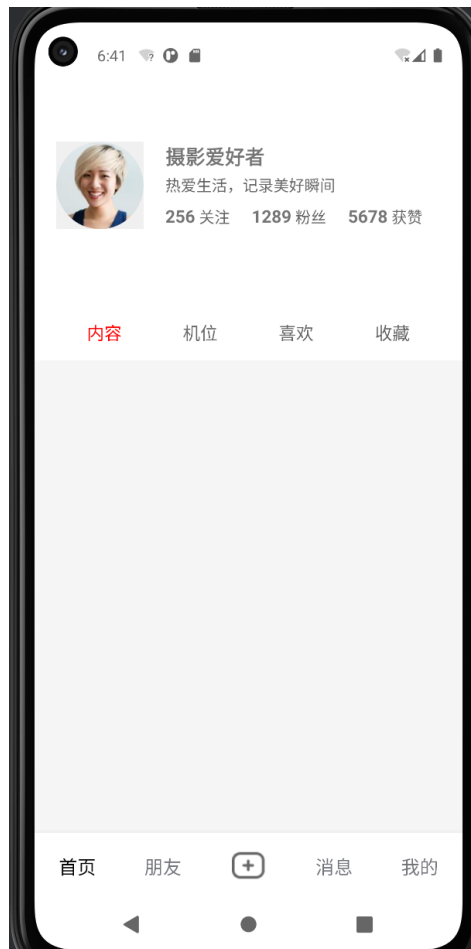 6:41
摄影爱好者
热爱生活，记录美好瞬间
256 关注 1289 粉丝 5678 获赞
内容 机位 喜欢 收藏
首页 朋友 消息 我的